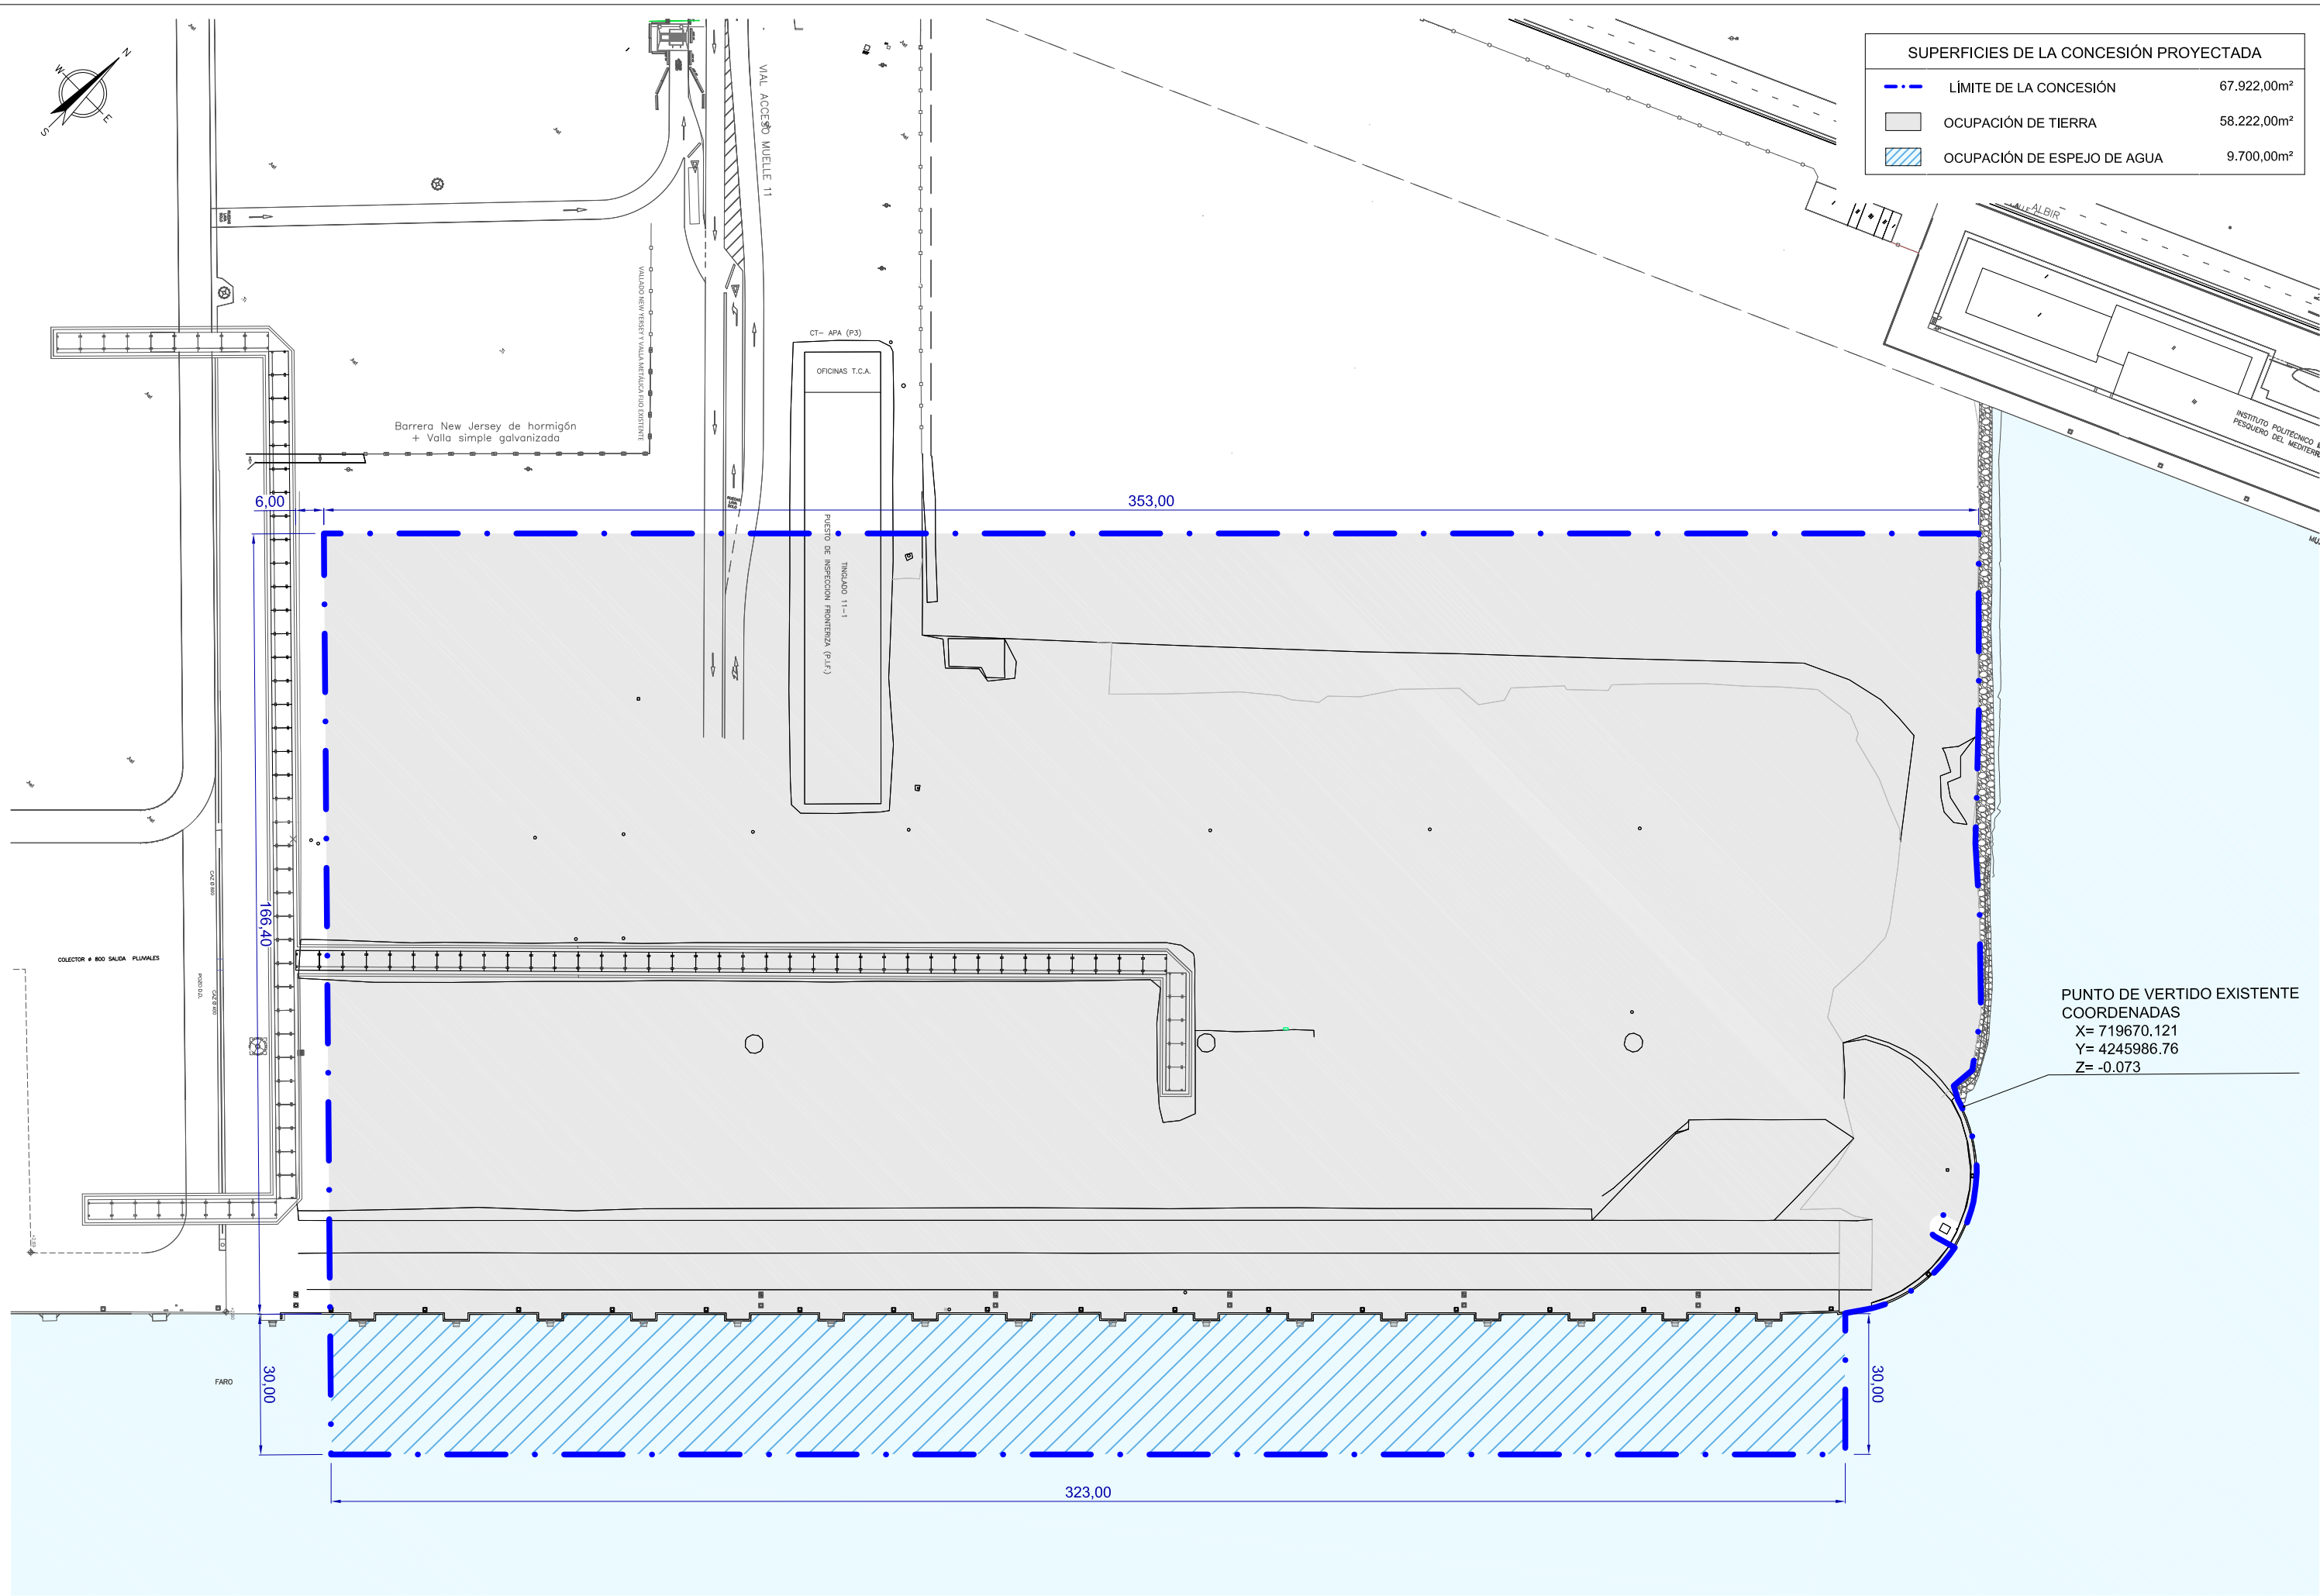 N
W
E
S
SUPERFICIES DE LA CONCESIÓN PROYECTADA
LÍMITE DE LA CONCESIÓN 67.922,00m²
OCUPACIÓN DE TIERRA 58.222,00m²
OCUPACIÓN DE ESPEJO DE AGUA 9.700,00m²
VIAL ACCESO MUELLE 11
ALBIR
VALLADO NEW YERSEY Y VALLA METÁLICA FIJO EXISTENTE
CT- APA (P3)
OFICINAS T.C.A.
Barrera New Jersey de hormigón
+ Valla simple galvanizada
INSTITUTO POLITÉCNICO
PESQUERO DEL MEDITERR
6,00
353,00
TINGLADO 11-1
PUESTO DE INSPECCION FRONTERIZA (P.I.F.)
166,40
COLECTOR ø 800 SALIDA PLUVIALES
PUNTO DE VERTIDO EXISTENTE
COORDENADAS
X= 719670.121
Y= 4245986.76
Z= -0.073
FARO
30,00
30,00
323,00